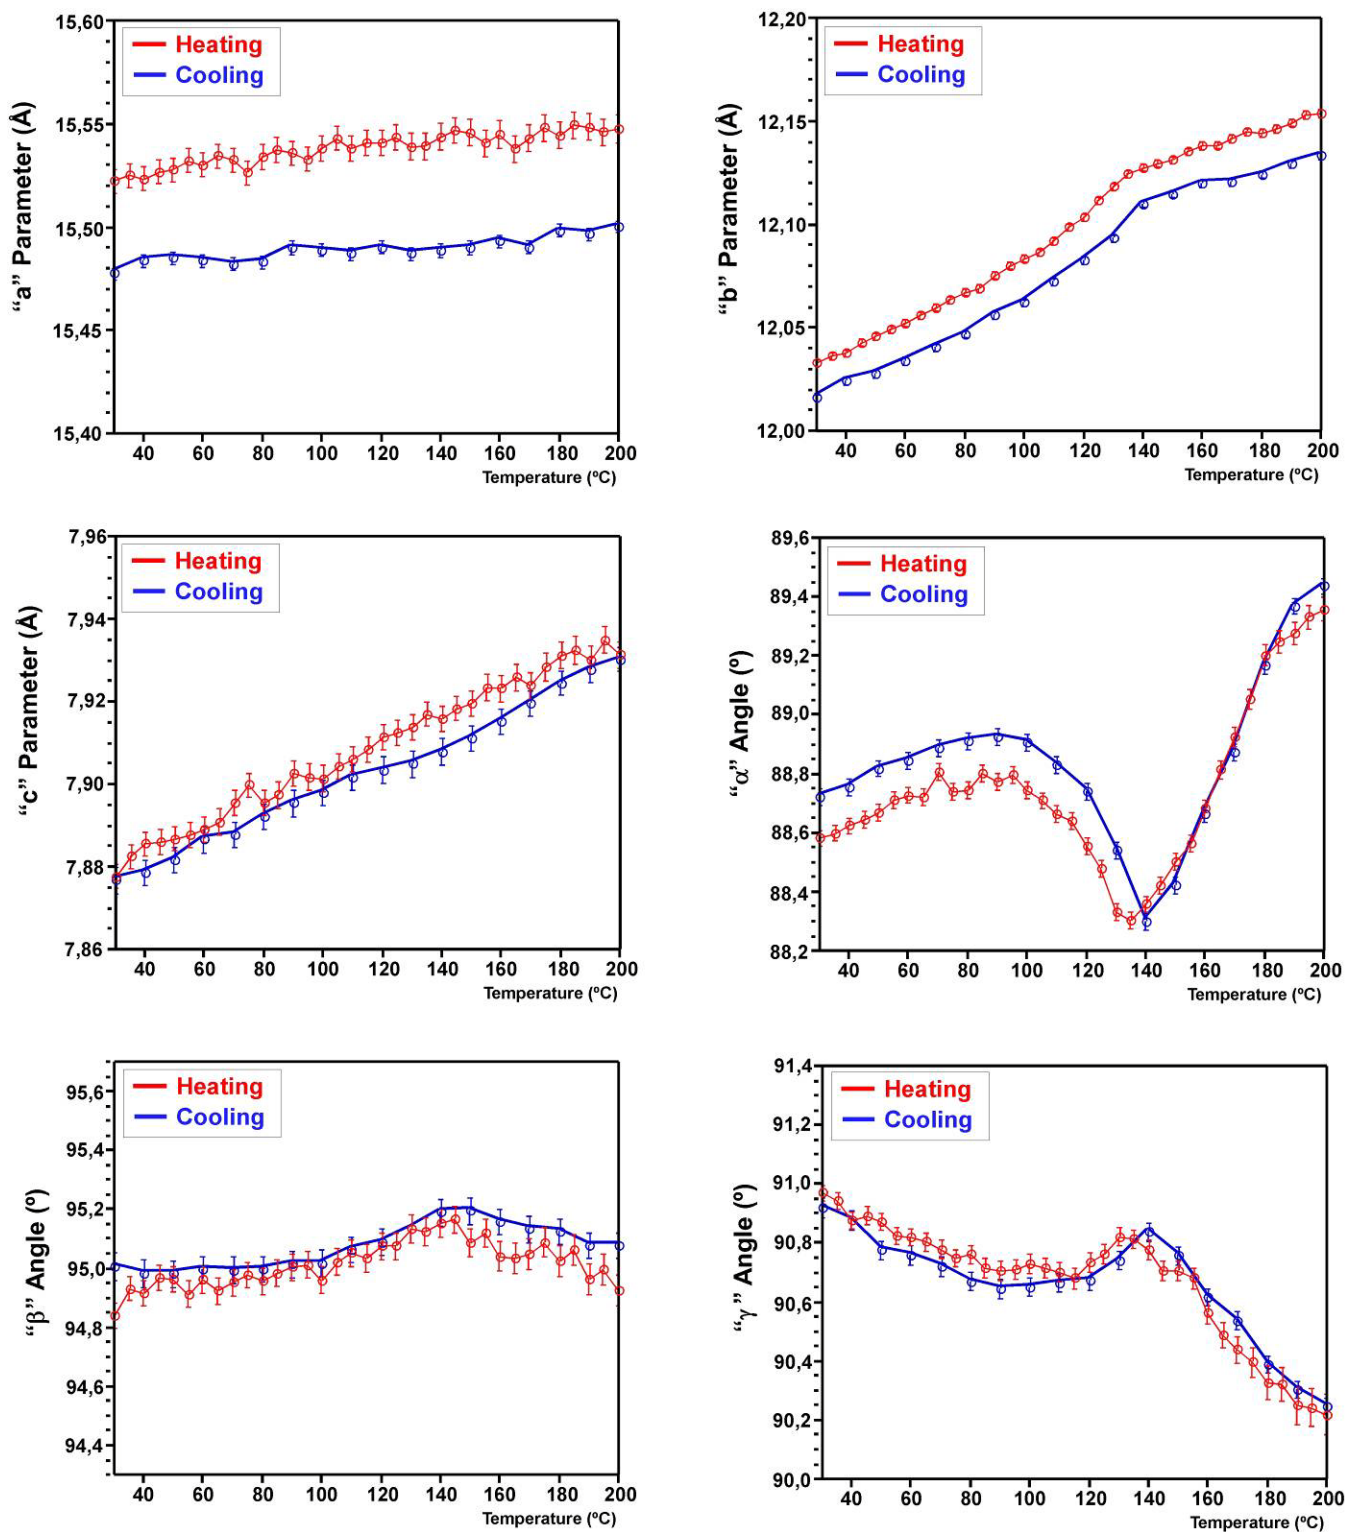 15,60
15,55
15,50
15,45
15,40
“a” Parameter (Å)
Heating
Cooling
40 60 80 100 120 140 160 180 200
Temperature (ºC)
12,20
12,15
12,10
12,05
12,00
“b” Parameter (Å)
Heating
Cooling
40 60 80 100 120 140 160 180 200
Temperature (ºC)
7,96
7,94
7,92
7,90
7,88
7,86
“c” Parameter (Å)
Heating
Cooling
40 60 80 100 120 140 160 180 200
Temperature (ºC)
89,6
89,4
89,2
89,0
88,8
88,6
88,4
88,2
“α” Angle (º)
Heating
Cooling
40 60 80 100 120 140 160 180 200
Temperature (ºC)
95,6
95,4
95,2
95,0
94,8
94,6
94,4
“β” Angle (º)
Heating
Cooling
40 60 80 100 120 140 160 180 200
Temperature (ºC)
91,4
91,2
91,0
90,8
90,6
90,4
90,2
90,0
“γ” Angle (º)
Heating
Cooling
40 60 80 100 120 140 160 180 200
Temperature (ºC)